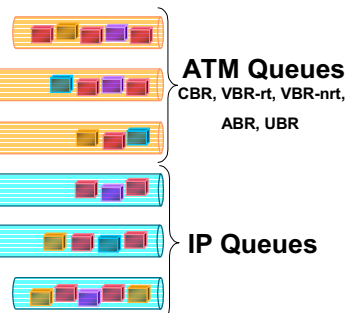 ATM Queues
CBR, VBR-rt, VBR-nrt,
ABR, UBR
IP Queues